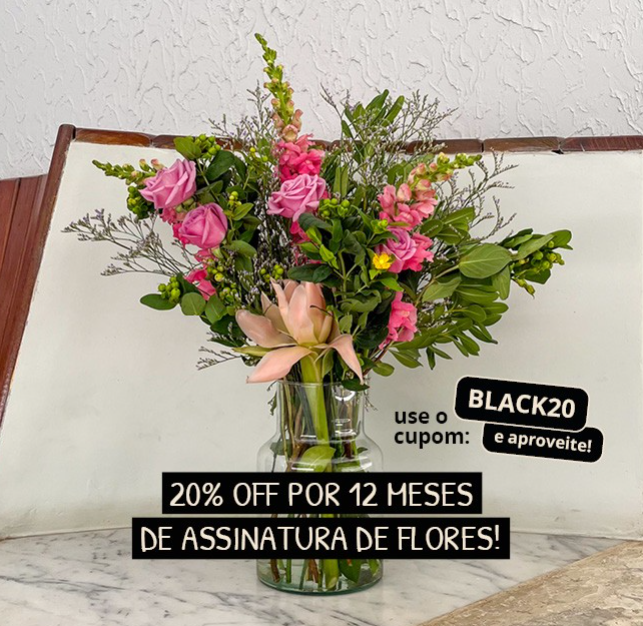 use o
cupom:
BLACK20
e aproveite!
20% OFF POR 12 MESES
DE ASSINATURA DE FLORES!